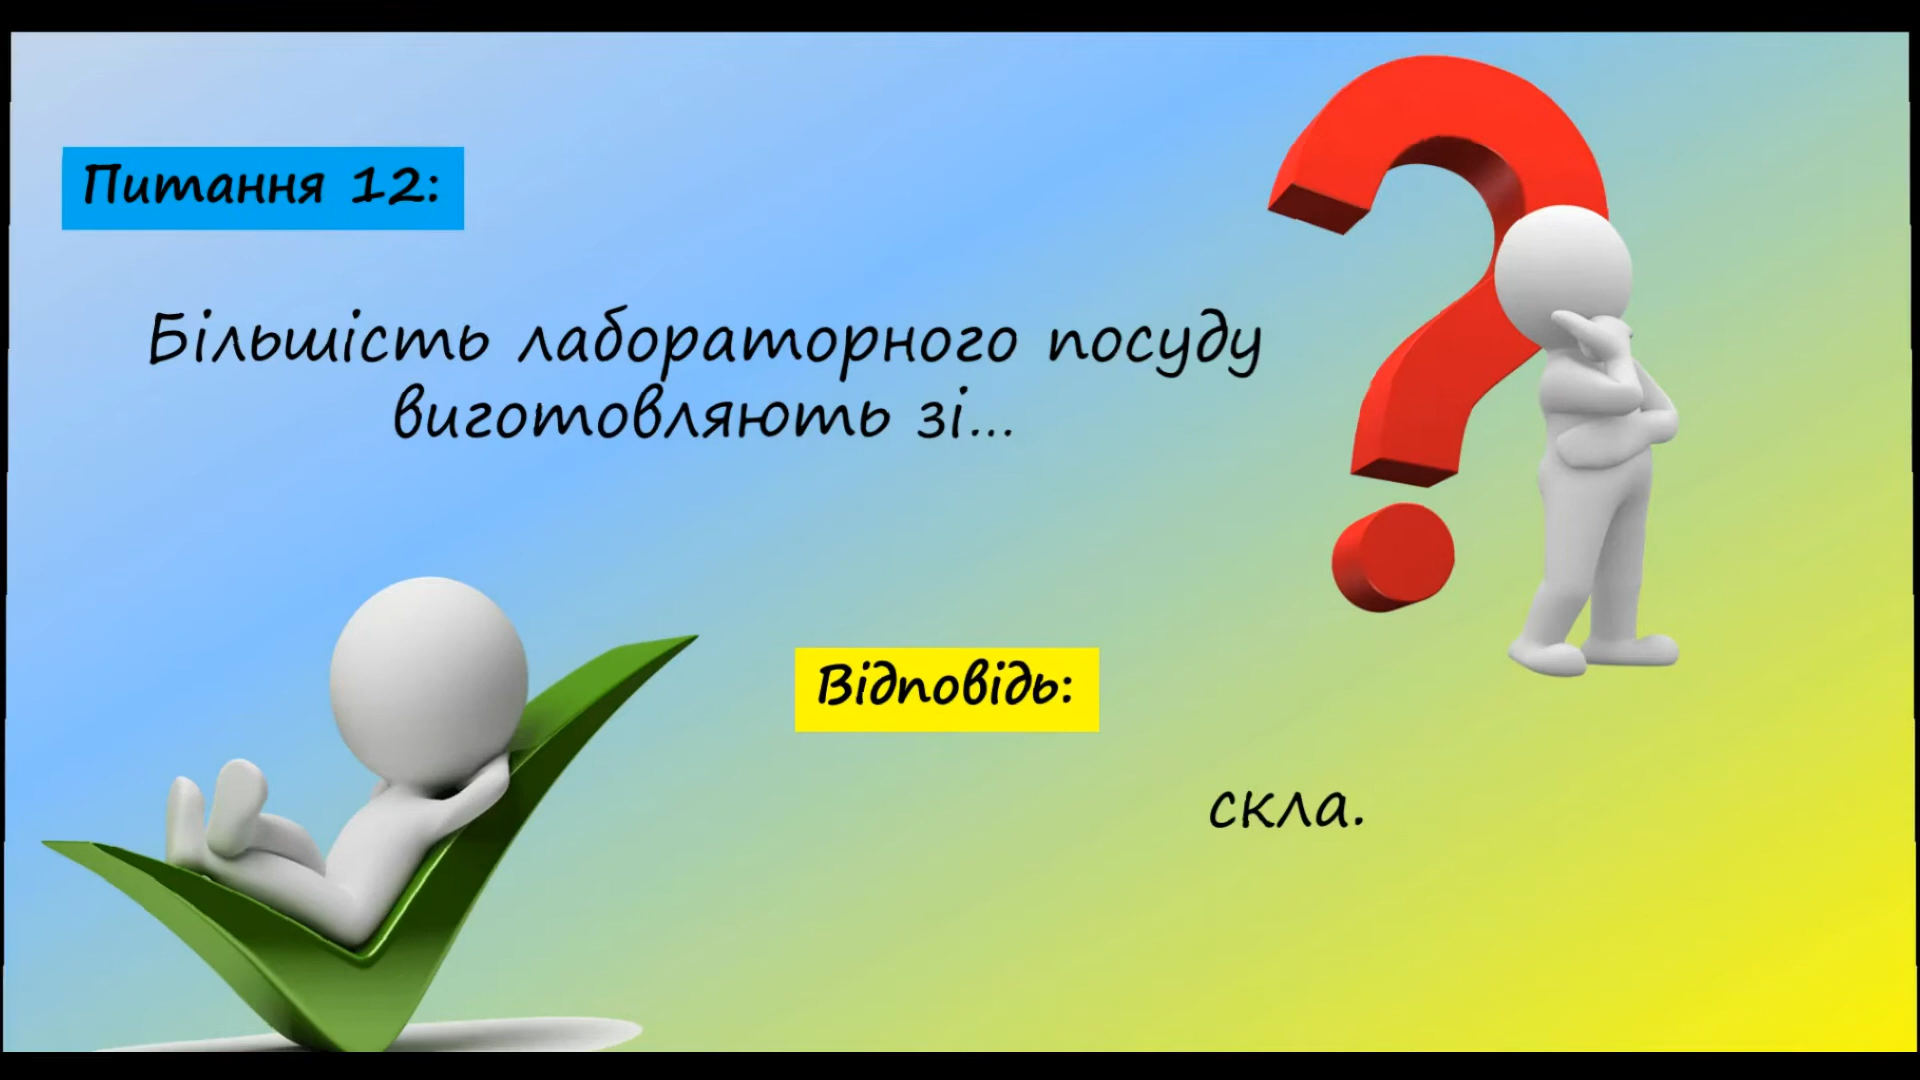 Питання 12:
Більшість лабораторного посуду
виготовляють зі...
Відповідь:
скла.